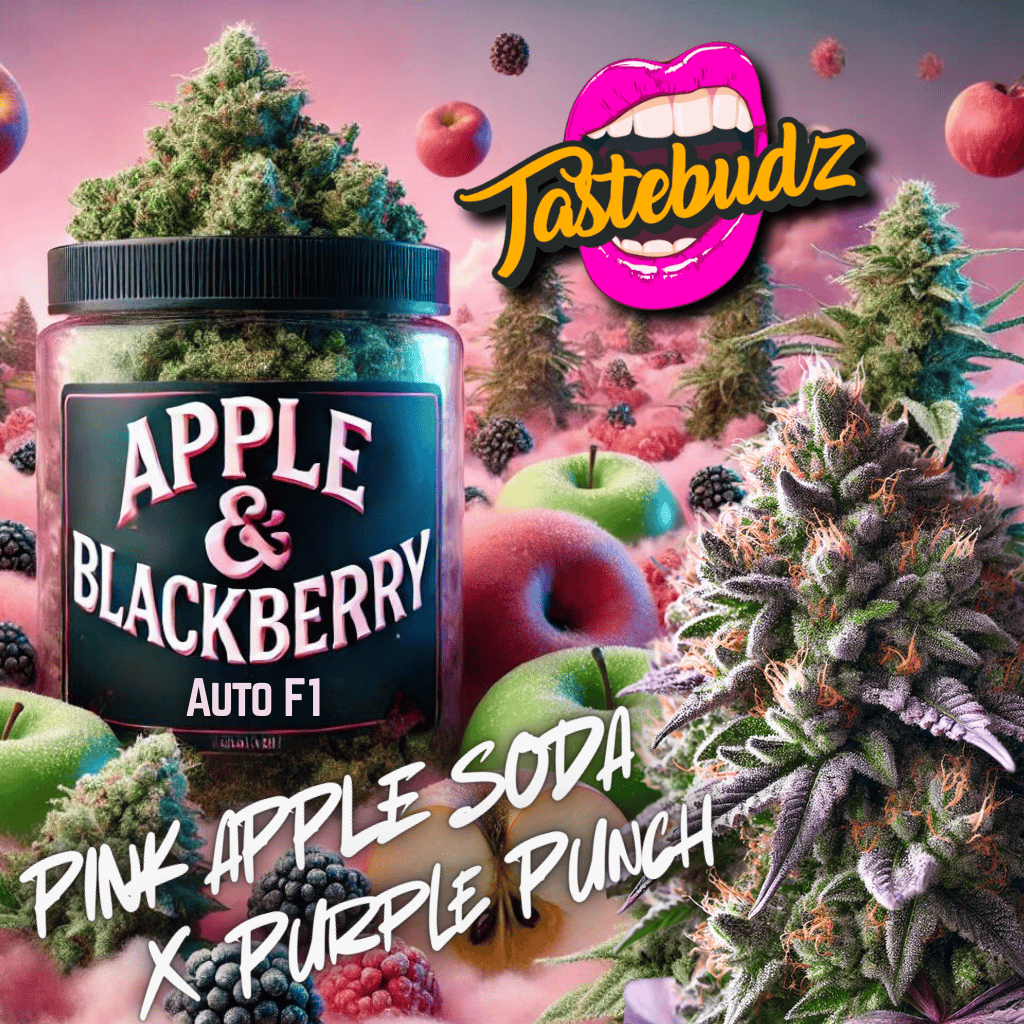 Tastebudz
APPLE
&
BLACKBERRY
AUTO F1
PINK APPLE SODA
X PURPLE PUNCH